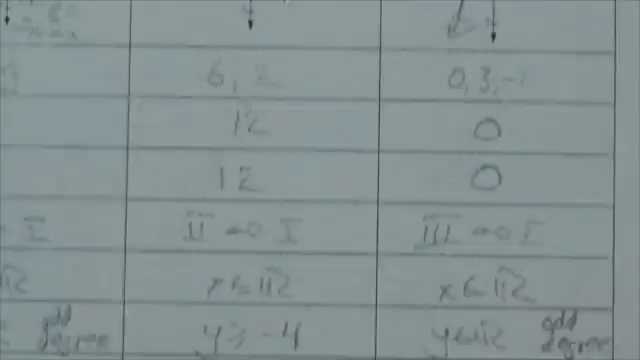 6, 2 0, 3, -1
12 0
12 0
I II → I III → I
x ∈ ℝ x ∈ ℝ
odd degree y ≥ -4 y ∈ ℝ odd degree